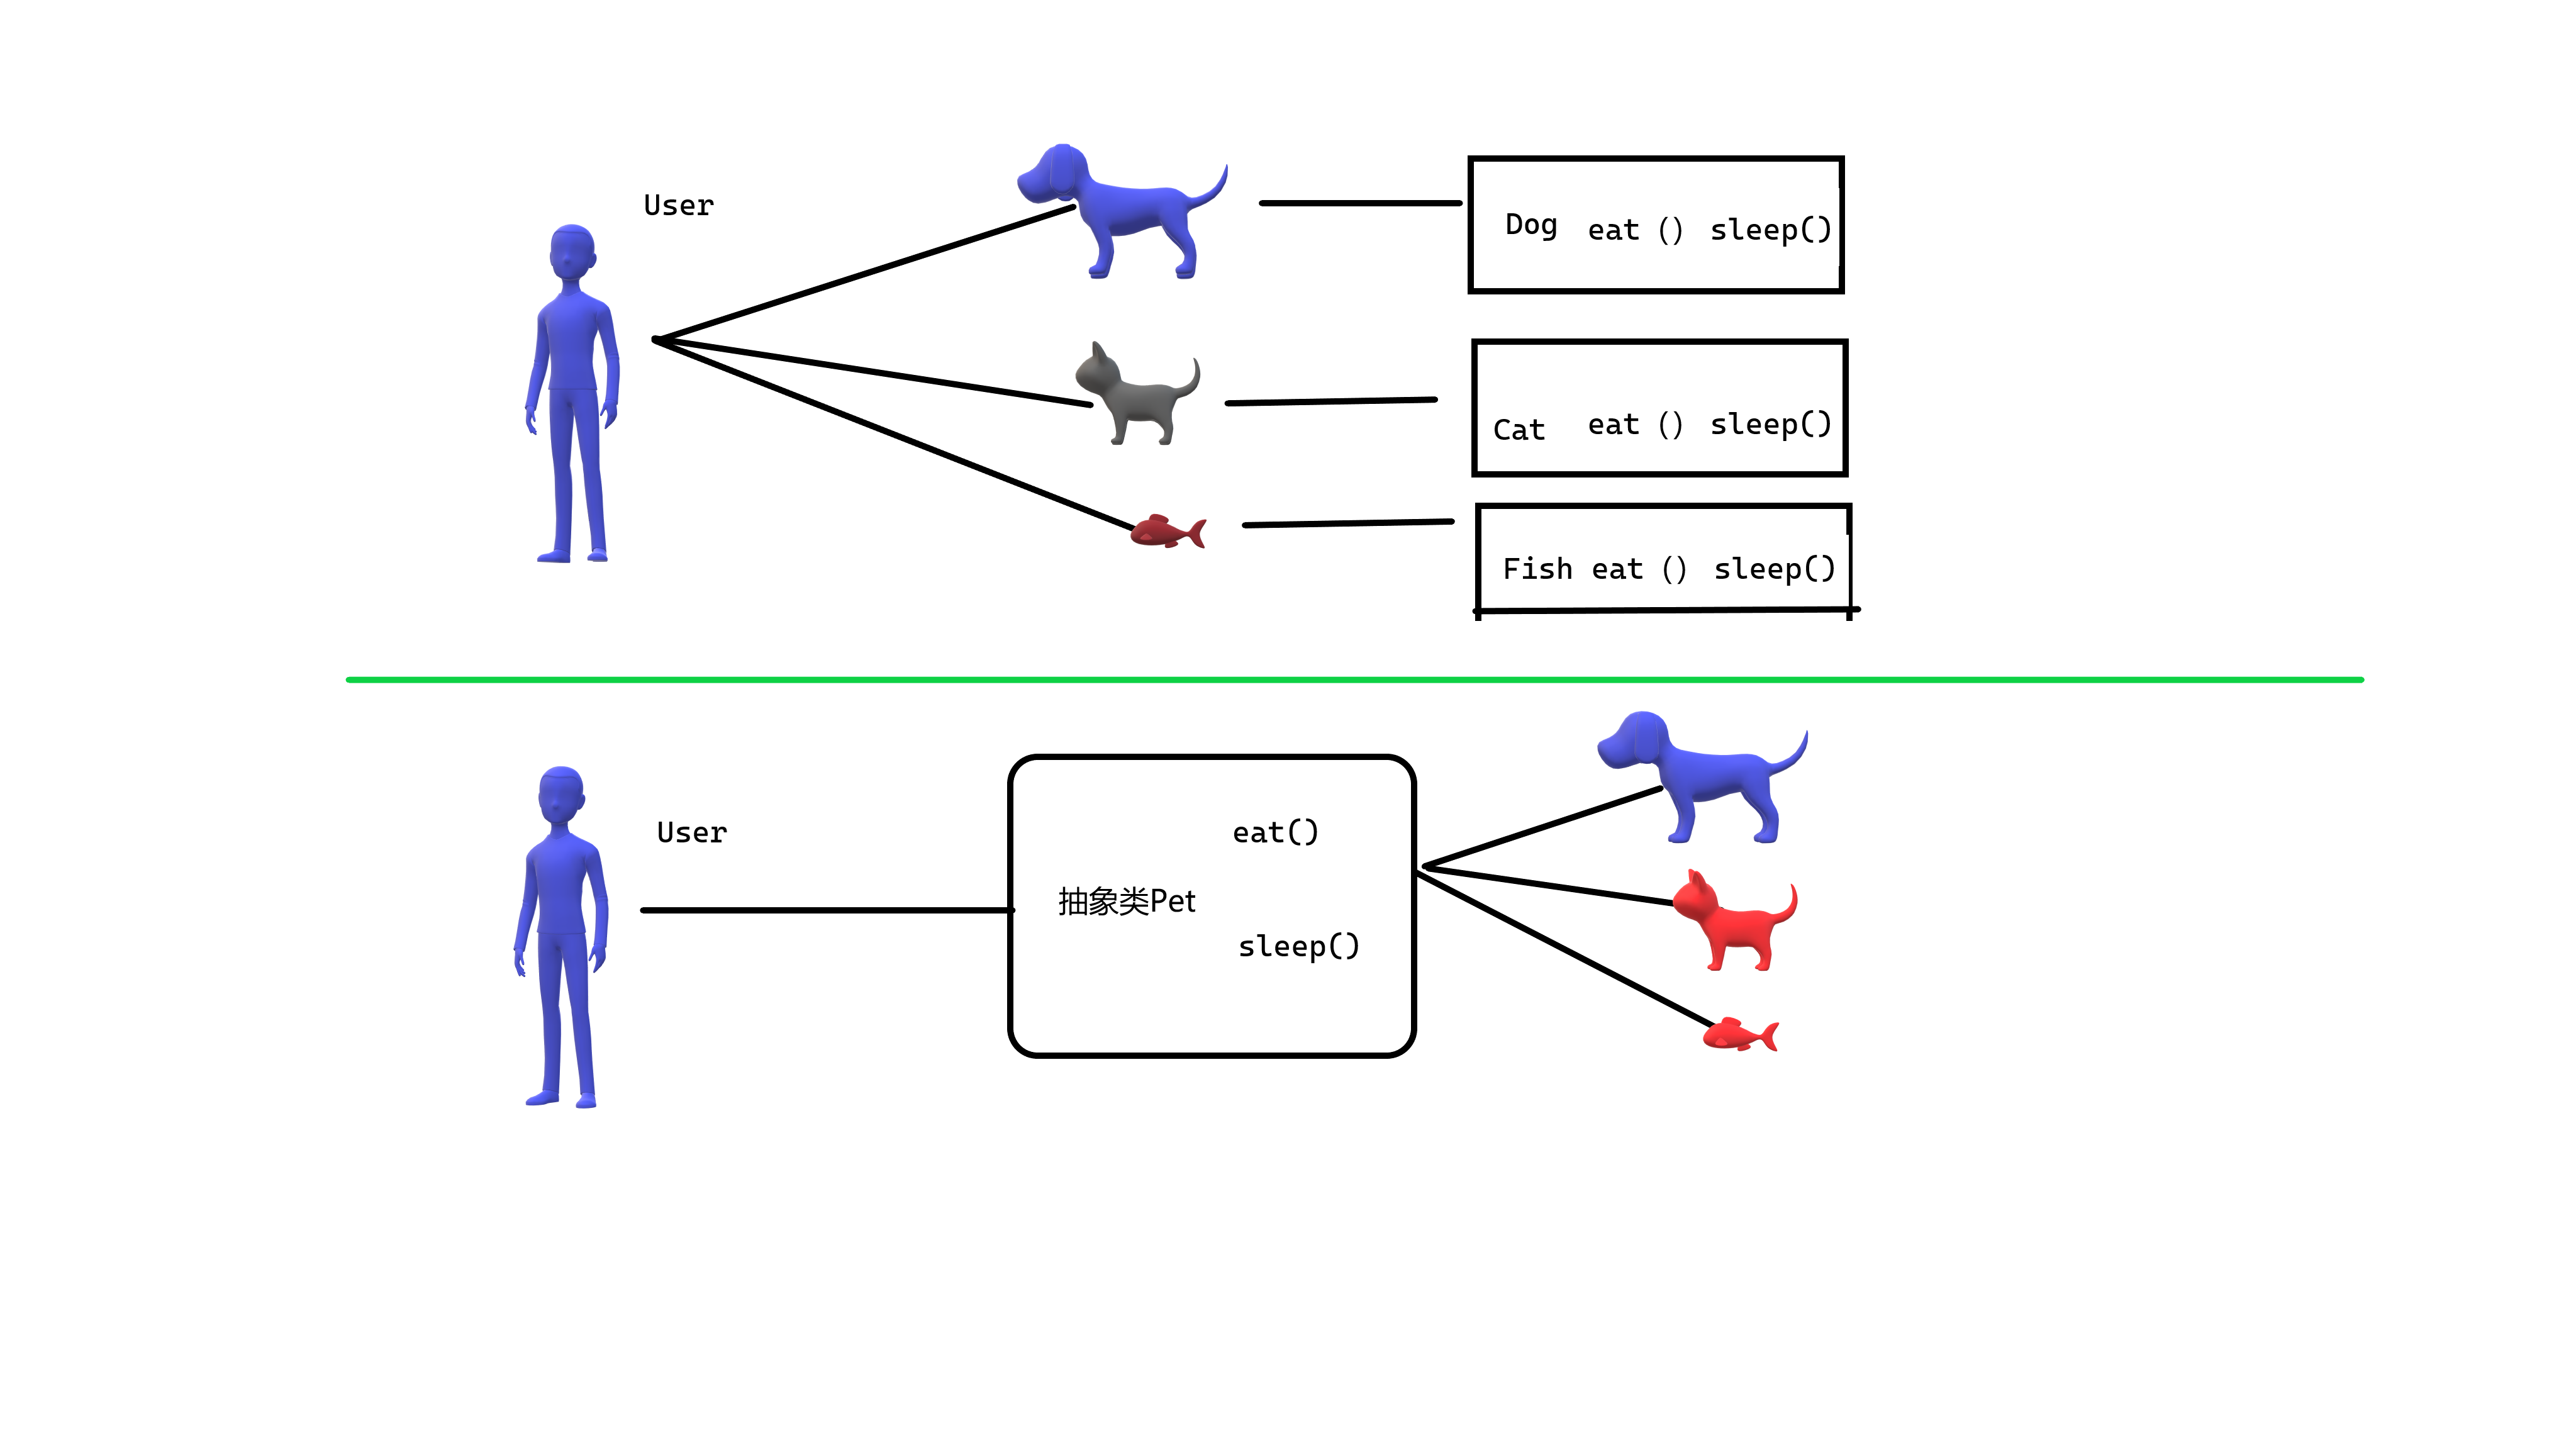 User
Dog eat () sleep()
Cat eat () sleep()
Fish eat () sleep()
User
eat()
抽象类Pet
sleep()